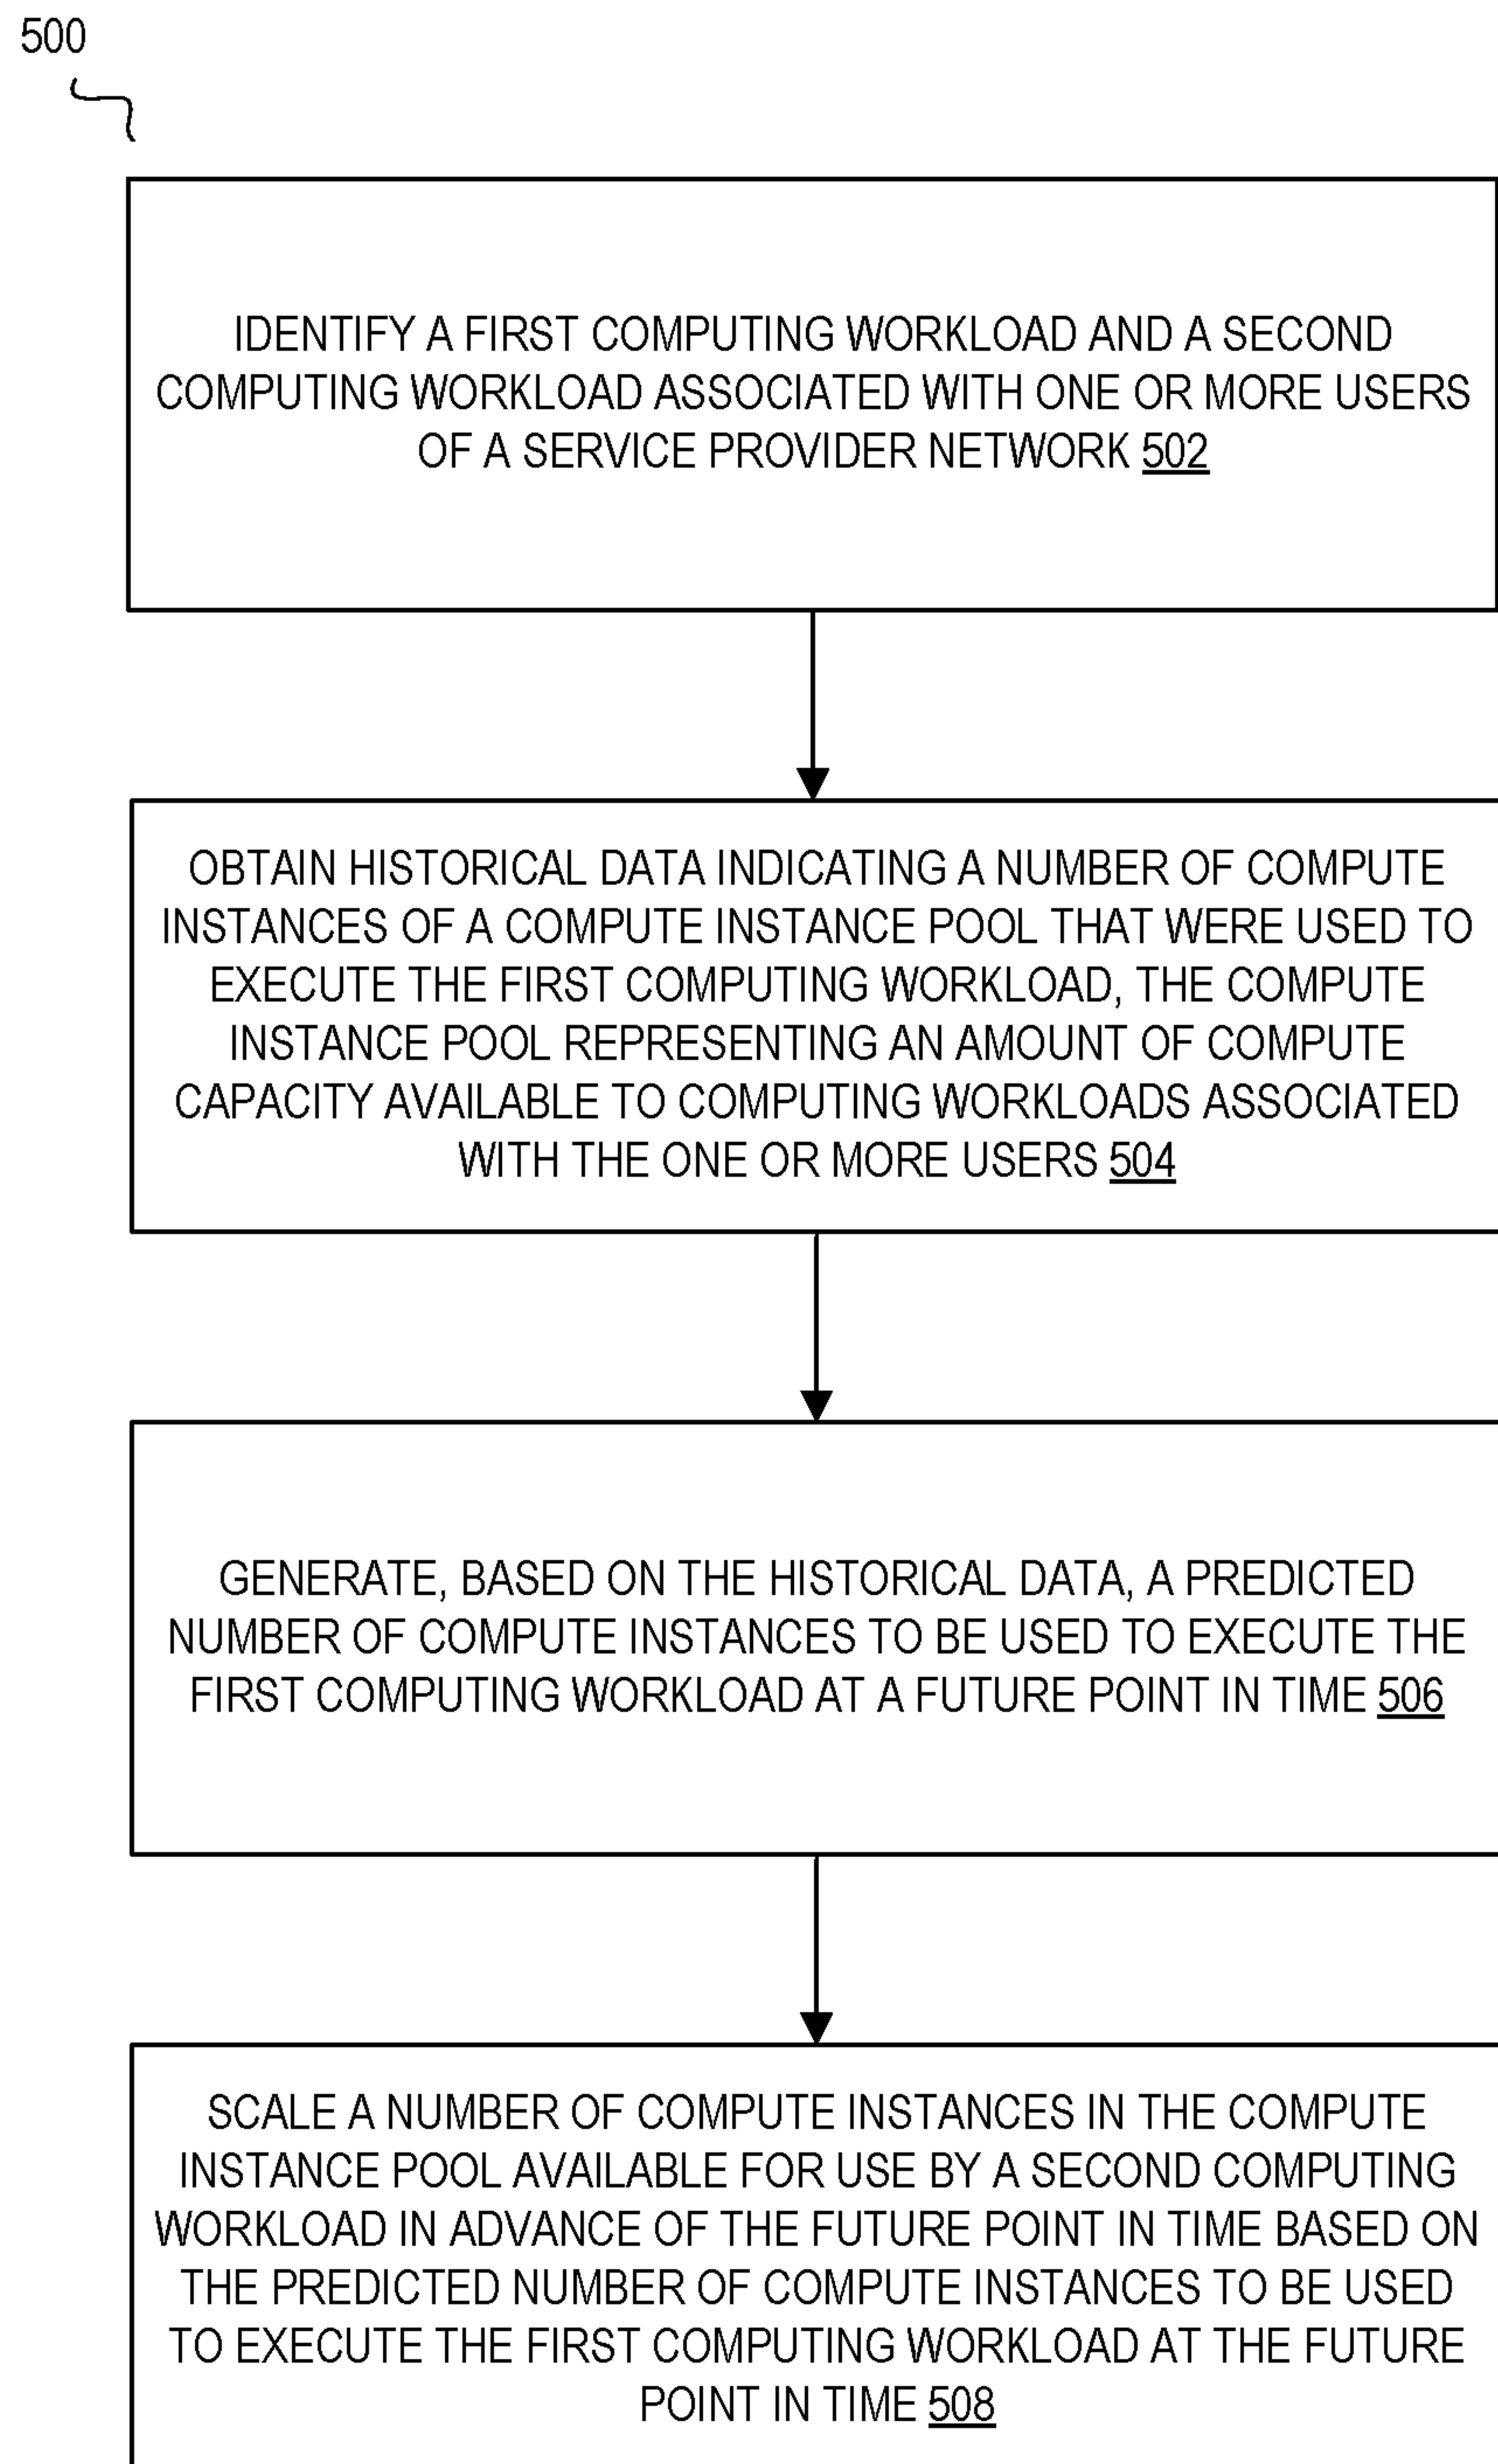 500
IDENTIFY A FIRST COMPUTING WORKLOAD AND A SECOND
COMPUTING WORKLOAD ASSOCIATED WITH ONE OR MORE USERS
OF A SERVICE PROVIDER NETWORK 502
OBTAIN HISTORICAL DATA INDICATING A NUMBER OF COMPUTE
INSTANCES OF A COMPUTE INSTANCE POOL THAT WERE USED TO
EXECUTE THE FIRST COMPUTING WORKLOAD, THE COMPUTE
INSTANCE POOL REPRESENTING AN AMOUNT OF COMPUTE
CAPACITY AVAILABLE TO COMPUTING WORKLOADS ASSOCIATED
WITH THE ONE OR MORE USERS 504
GENERATE, BASED ON THE HISTORICAL DATA, A PREDICTED
NUMBER OF COMPUTE INSTANCES TO BE USED TO EXECUTE THE
FIRST COMPUTING WORKLOAD AT A FUTURE POINT IN TIME 506
SCALE A NUMBER OF COMPUTE INSTANCES IN THE COMPUTE
INSTANCE POOL AVAILABLE FOR USE BY A SECOND COMPUTING
WORKLOAD IN ADVANCE OF THE FUTURE POINT IN TIME BASED ON
THE PREDICTED NUMBER OF COMPUTE INSTANCES TO BE USED
TO EXECUTE THE FIRST COMPUTING WORKLOAD AT THE FUTURE
POINT IN TIME 508